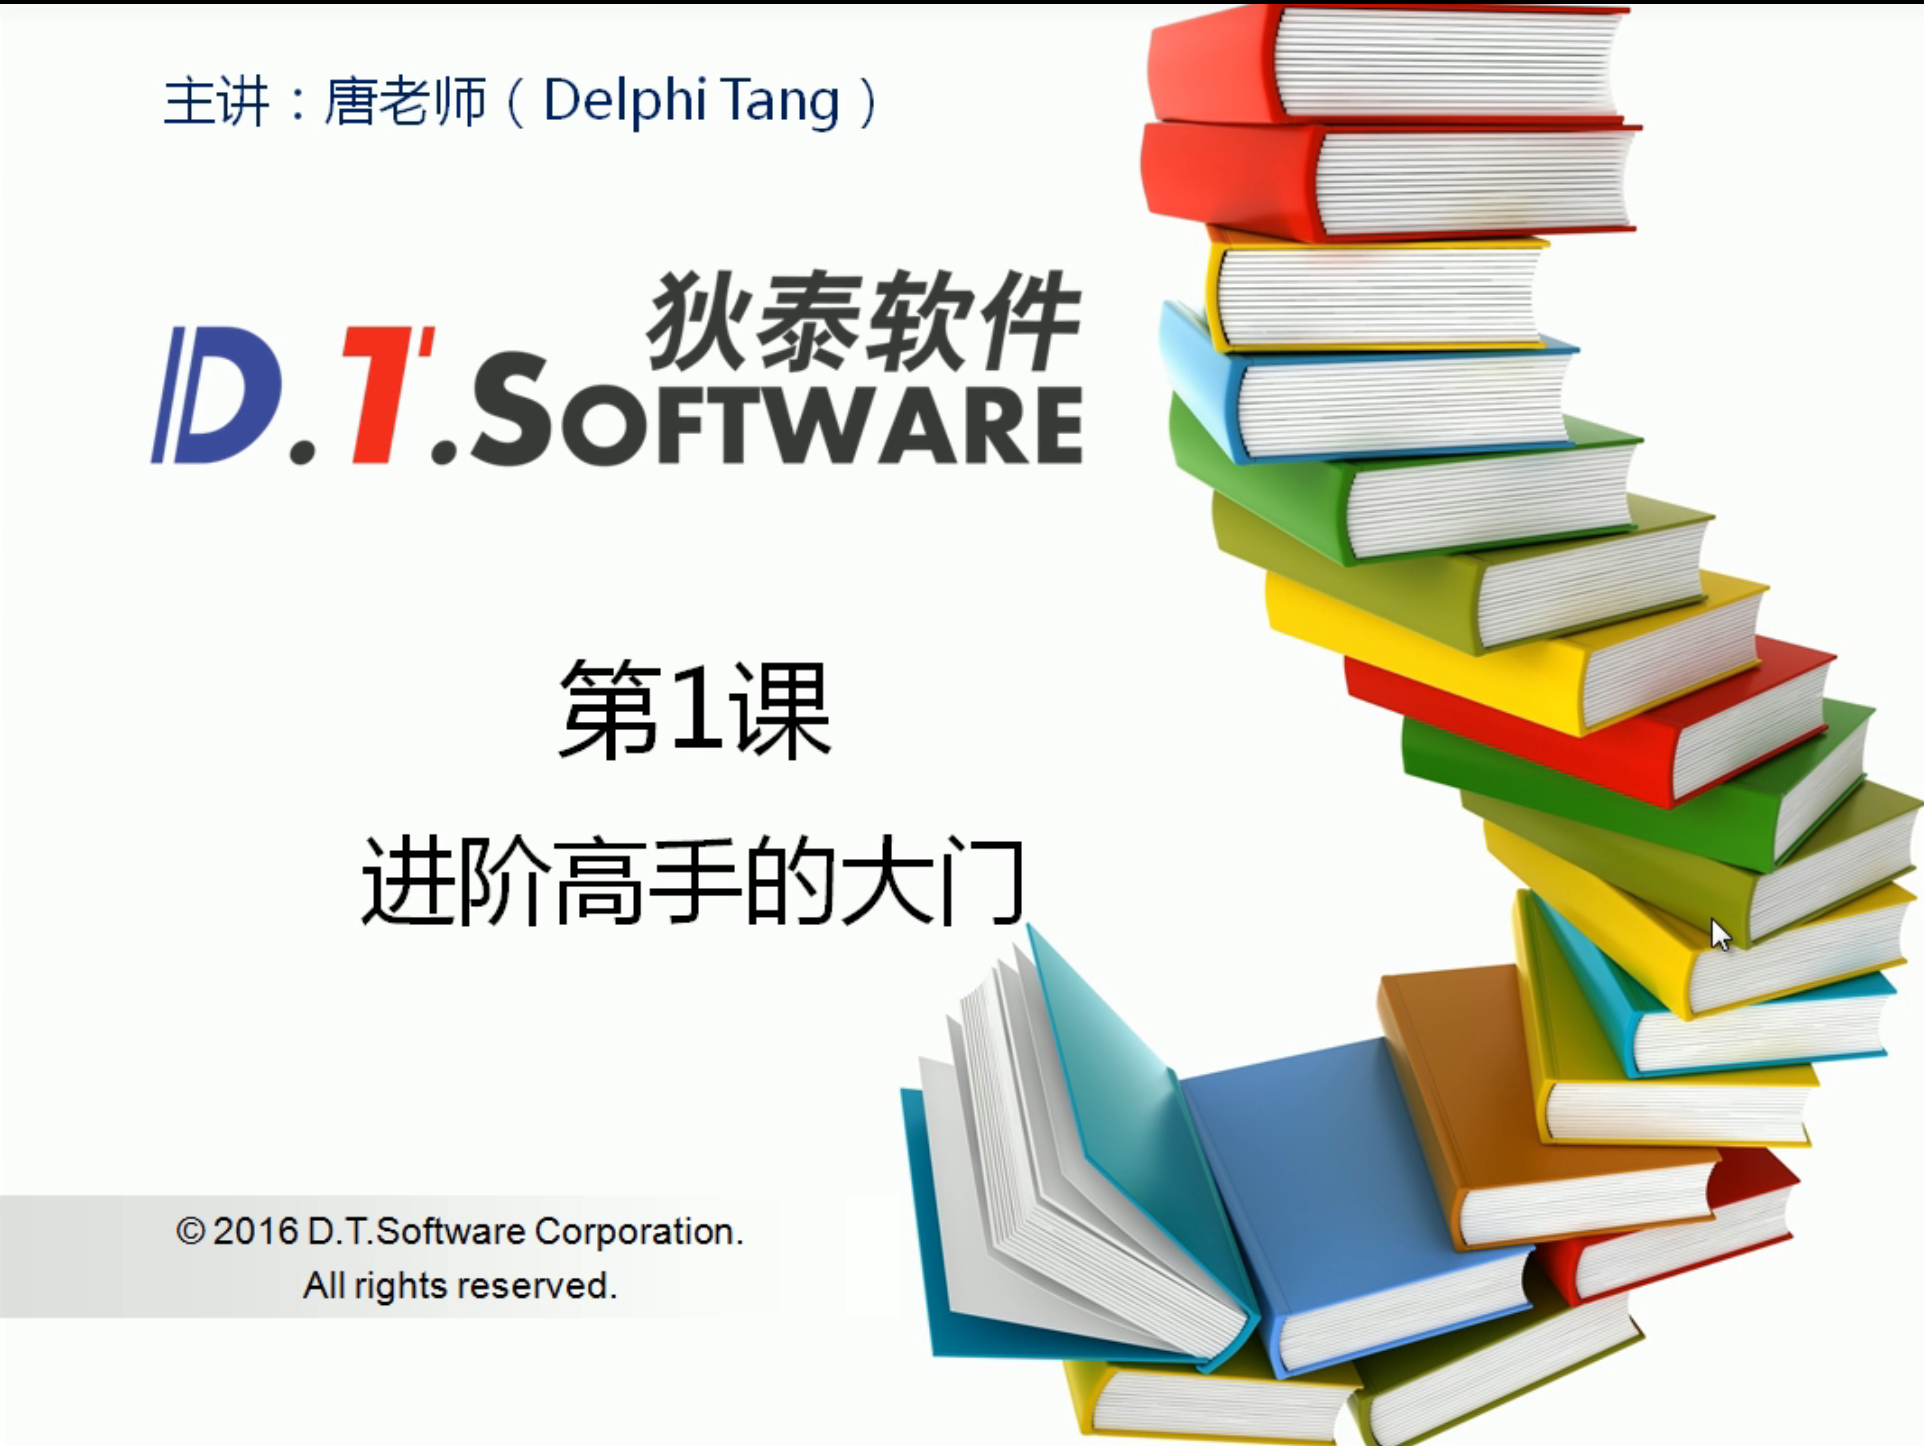 主讲：唐老师（Delphi Tang）
狄泰软件
D.T.SOFTWARE
第1课
进阶高手的大门
© 2016 D.T.Software Corporation.
All rights reserved.